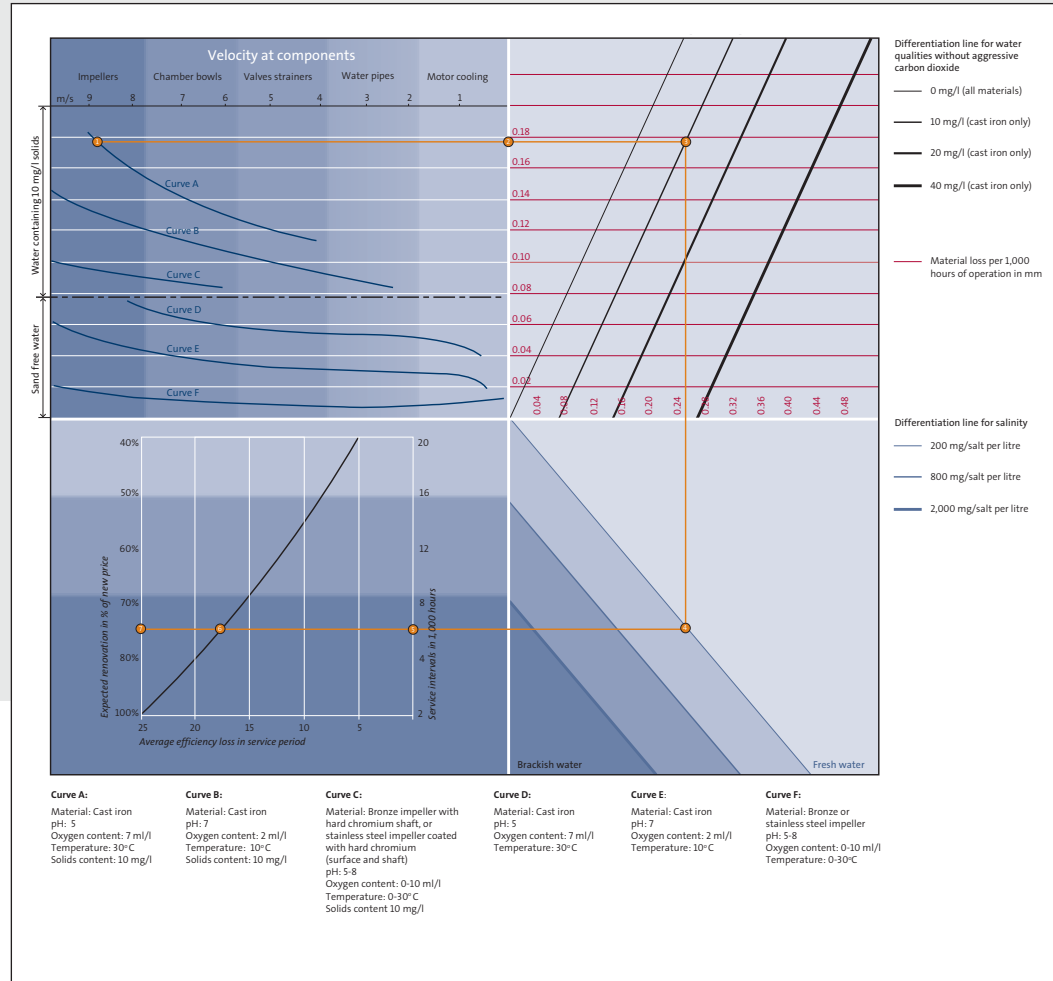 Velocity at components
Impellers Chamber bowls Valves strainers Water pipes Motor cooling
m/s 9 8 7 6 5 4 3 2 1
Water containing 10 mg/l solids
Sand free water
Curve A
Curve B
Curve C
Curve D
Curve E
Curve F
0.18
0.16
0.14
0.12
0.10
0.08
0.06
0.04
0.02
0.04 0.08 0.12 0.16 0.20 0.24 0.28 0.32 0.36 0.40 0.44 0.48
Differentiation line for water
qualities without aggressive
carbon dioxide
0 mg/l (all materials)
10 mg/l (cast iron only)
20 mg/l (cast iron only)
40 mg/l (cast iron only)
Material loss per 1,000
hours of operation in mm
Differentiation line for salinity
200 mg/salt per litre
800 mg/salt per litre
2,000 mg/salt per litre
Expected renovation in % of new price
40%
50%
60%
70%
80%
100%
20
16
12
8
4
2
Service intervals in 1,000 hours
25 20 15 10 5
Average efficiency loss in service period
Brackish water
Fresh water
Curve A:
Material: Cast iron
pH: 5
Oxygen content: 7 ml/l
Temperature: 30°C
Solids content: 10 mg/l
Curve B:
Material: Cast iron
pH: 7
Oxygen content: 2 ml/l
Temperature: 10°C
Solids content: 10 mg/l
Curve C:
Material: Bronze impeller with
hard chromium shaft, or
stainless steel impeller coated
with hard chromium
(surface and shaft)
pH: 5-8
Oxygen content: 0-10 ml/l
Temperature: 0-30°C
Solids content 10 mg/l
Curve D:
Material: Cast iron
pH: 5
Oxygen content: 7 ml/l
Temperature: 30°C
Curve E:
Material: Cast iron
pH: 7
Oxygen content: 2 ml/l
Temperature: 10°C
Curve F:
Material: Bronze or
stainless steel impeller
pH: 5-8
Oxygen content: 0-10 ml/l
Temperature: 0-30°C